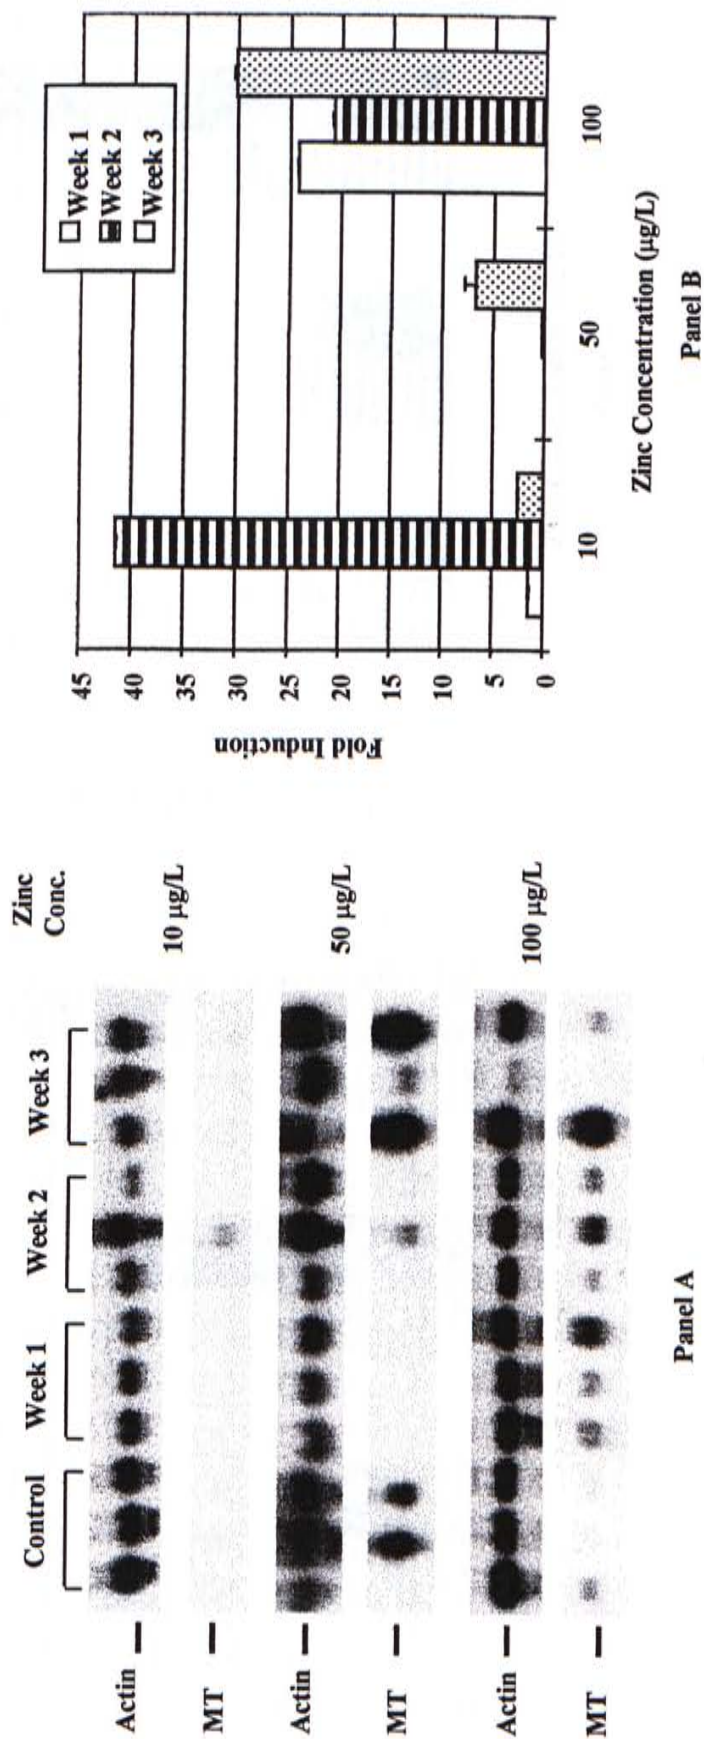 Control Week 1 Week 2 Week 3
Zinc
Conc.
Actin
MT
10 µg/L
Actin
MT
50 µg/L
Actin
MT
100 µg/L
Panel A
Fold Induction
45
40
35
30
25
20
15
10
5
0
Week 1
Week 2
Week 3
10 50 100
Zinc Concentration (µg/L)
Panel B